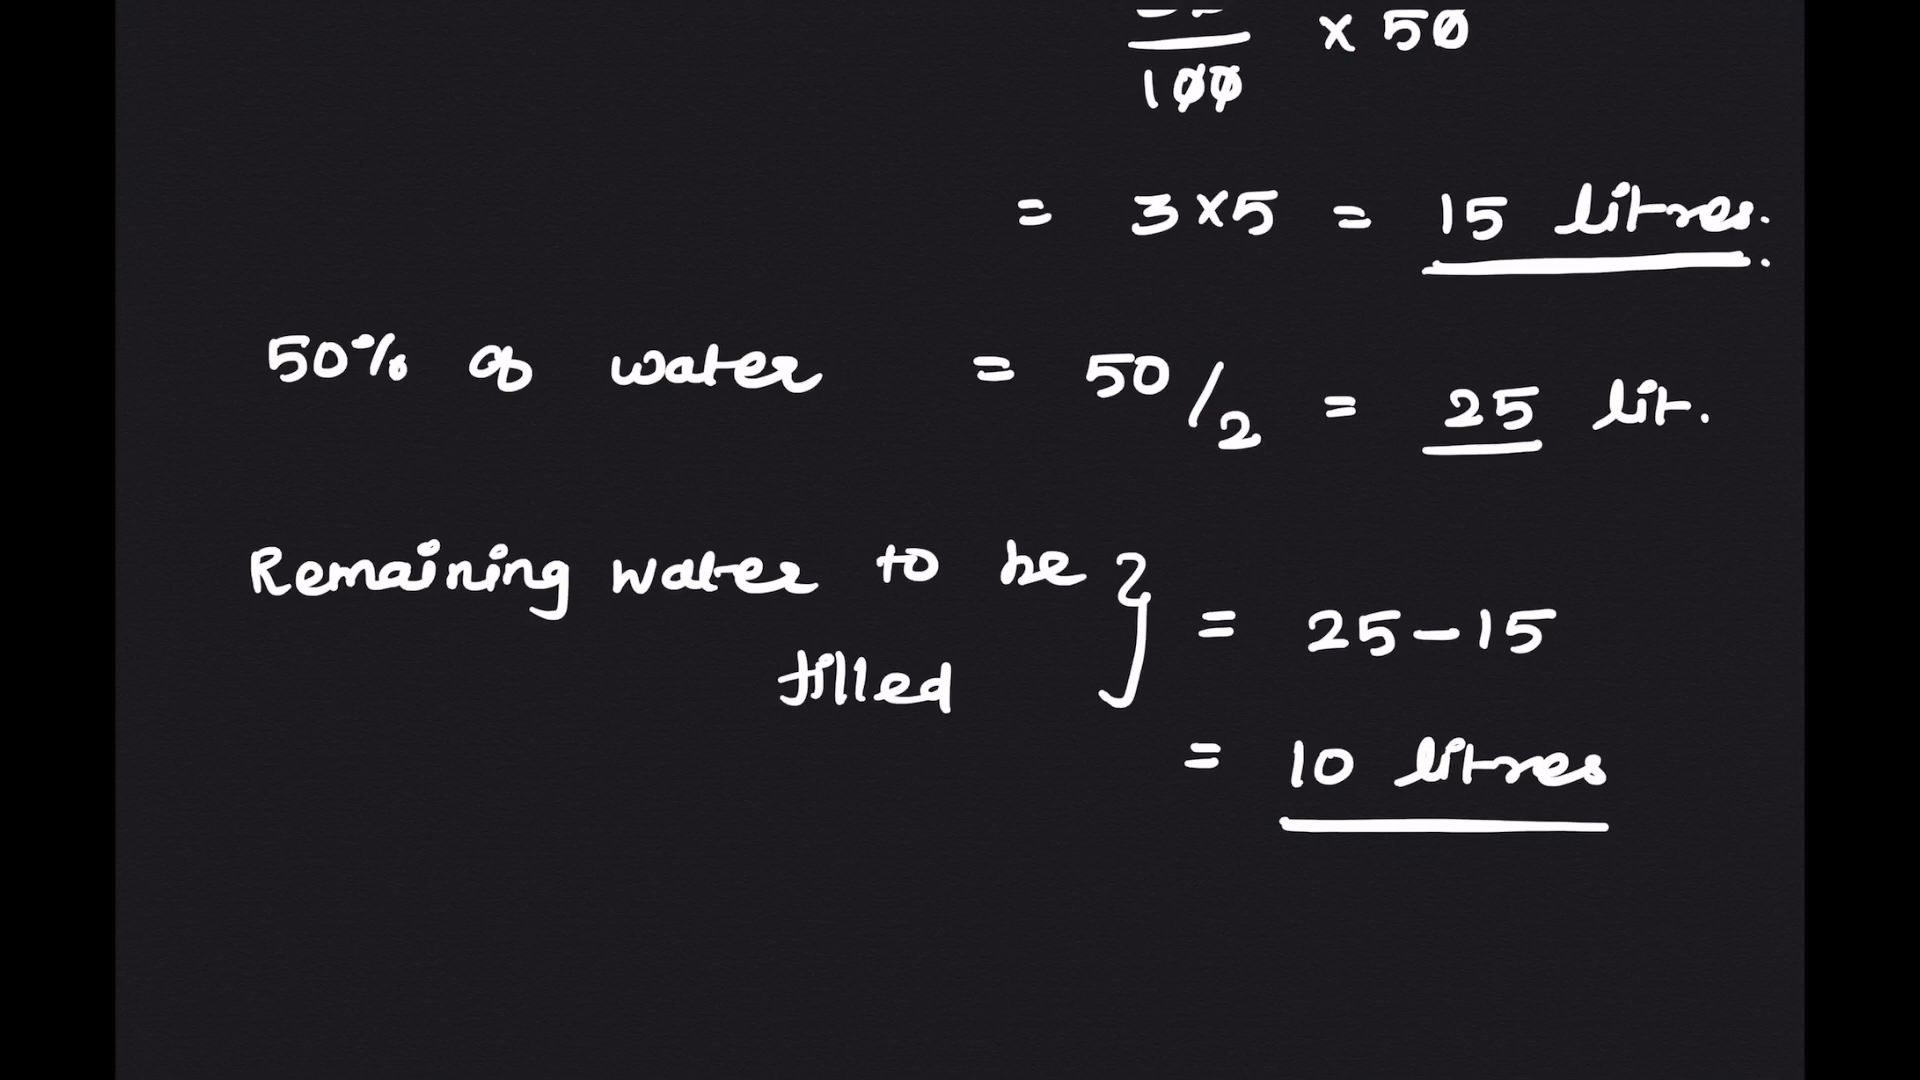 × 50
100
= 3×5 = 15 litres.
50% of water = 50/2 = 25 lit.
Remaining water to be } = 25-15
filled
= 10 litres